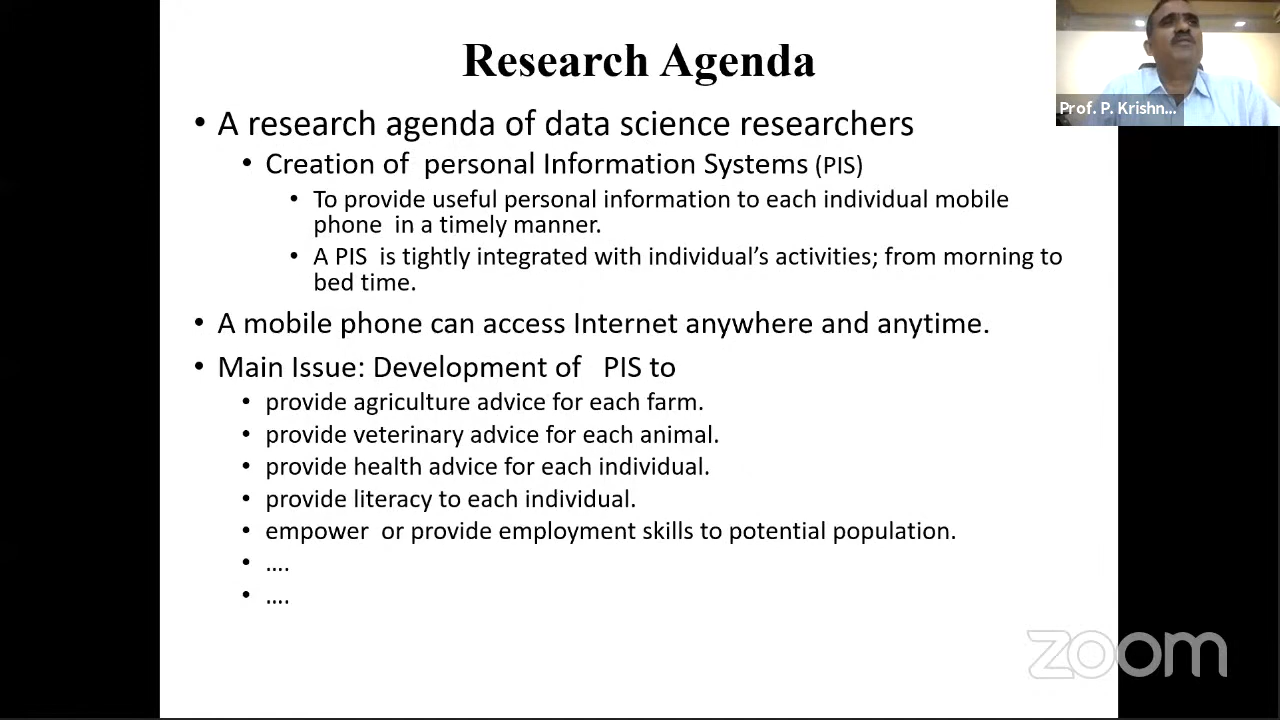 Research Agenda
Prof. P. Krishn...
• A research agenda of data science researchers
• Creation of personal Information Systems (PIS)
• To provide useful personal information to each individual mobile
phone in a timely manner.
• A PIS is tightly integrated with individual’s activities; from morning to
bed time.
• A mobile phone can access Internet anywhere and anytime.
• Main Issue: Development of PIS to
• provide agriculture advice for each farm.
• provide veterinary advice for each animal.
• provide health advice for each individual.
• provide literacy to each individual.
• empower or provide employment skills to potential population.
• ....
• ....
zoom